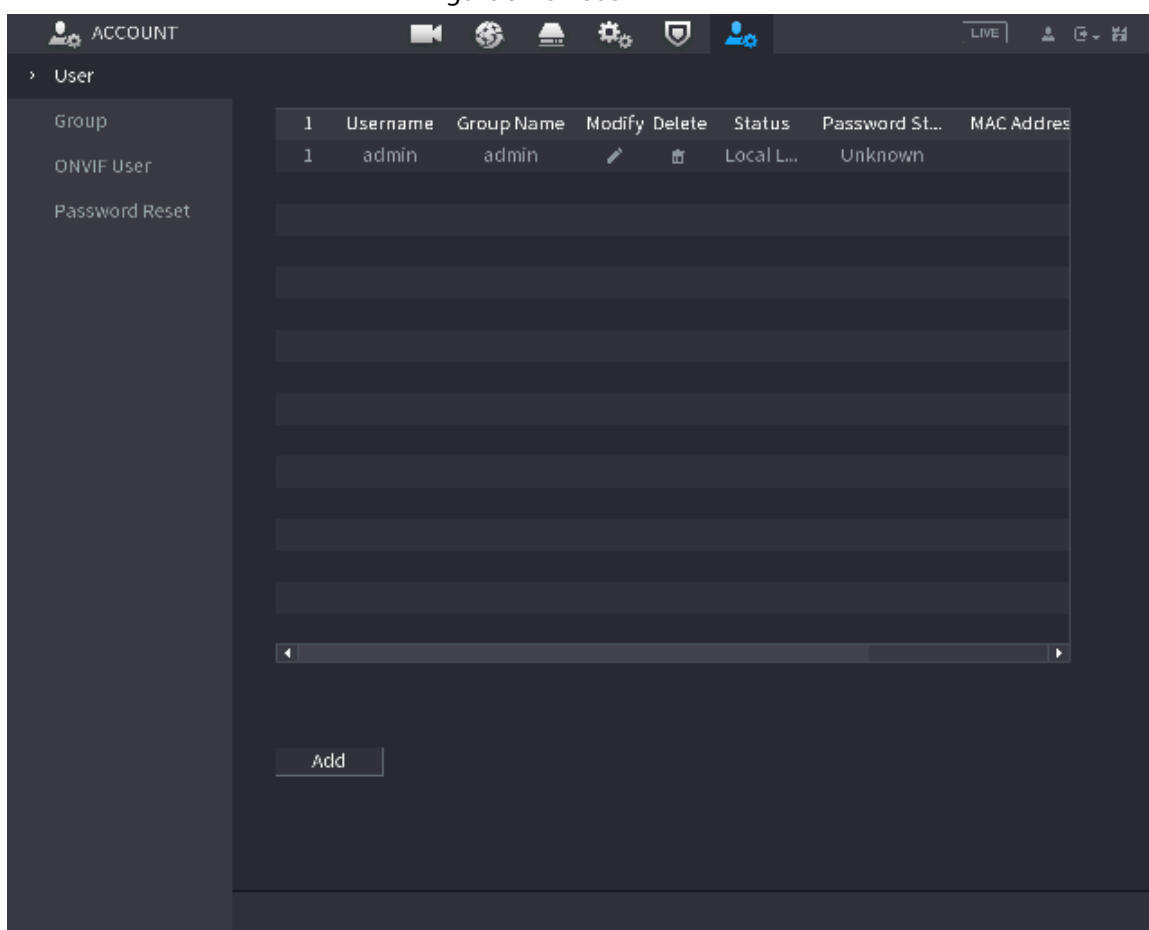 ACCOUNT LIVE
User
Group
ONVIF User
Password Reset
1 Username Group Name Modify Delete Status Password St... MAC Addres
1 admin admin Local L... Unknown
Add